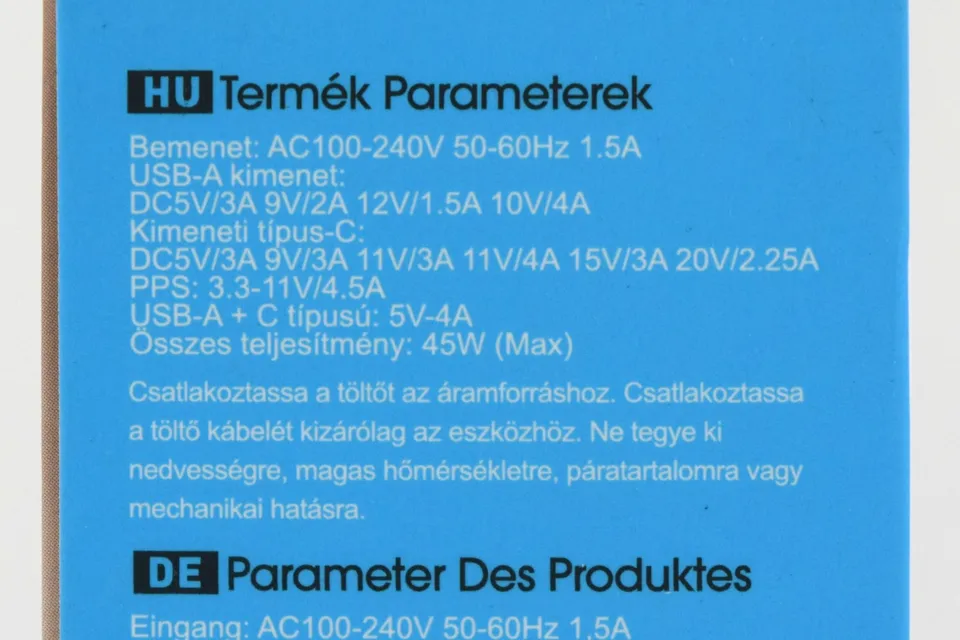 HU Termék Parameterek
Bemenet: AC100-240V 50-60Hz 1.5A
USB-A kimenet:
DC5V/3A 9V/2A 12V/1.5A 10V/4A
Kimeneti típus-C:
DC5V/3A 9V/3A 11V/3A 11V/4A 15V/3A 20V/2.25A
PPS: 3.3-11V/4.5A
USB-A + C típusú: 5V-4A
Összes teljesítmény: 45W (Max)
Csatlakoztassa a töltőt az áramforráshoz. Csatlakoztassa
a töltő kábelét kizárólag az eszközhöz. Ne tegye ki
nedvességre, magas hőmérsékletre, páratartalomra vagy
mechanikai hatásra.
DE Parameter Des Produktes
Eingang: AC100-240V 50-60Hz 1.5A